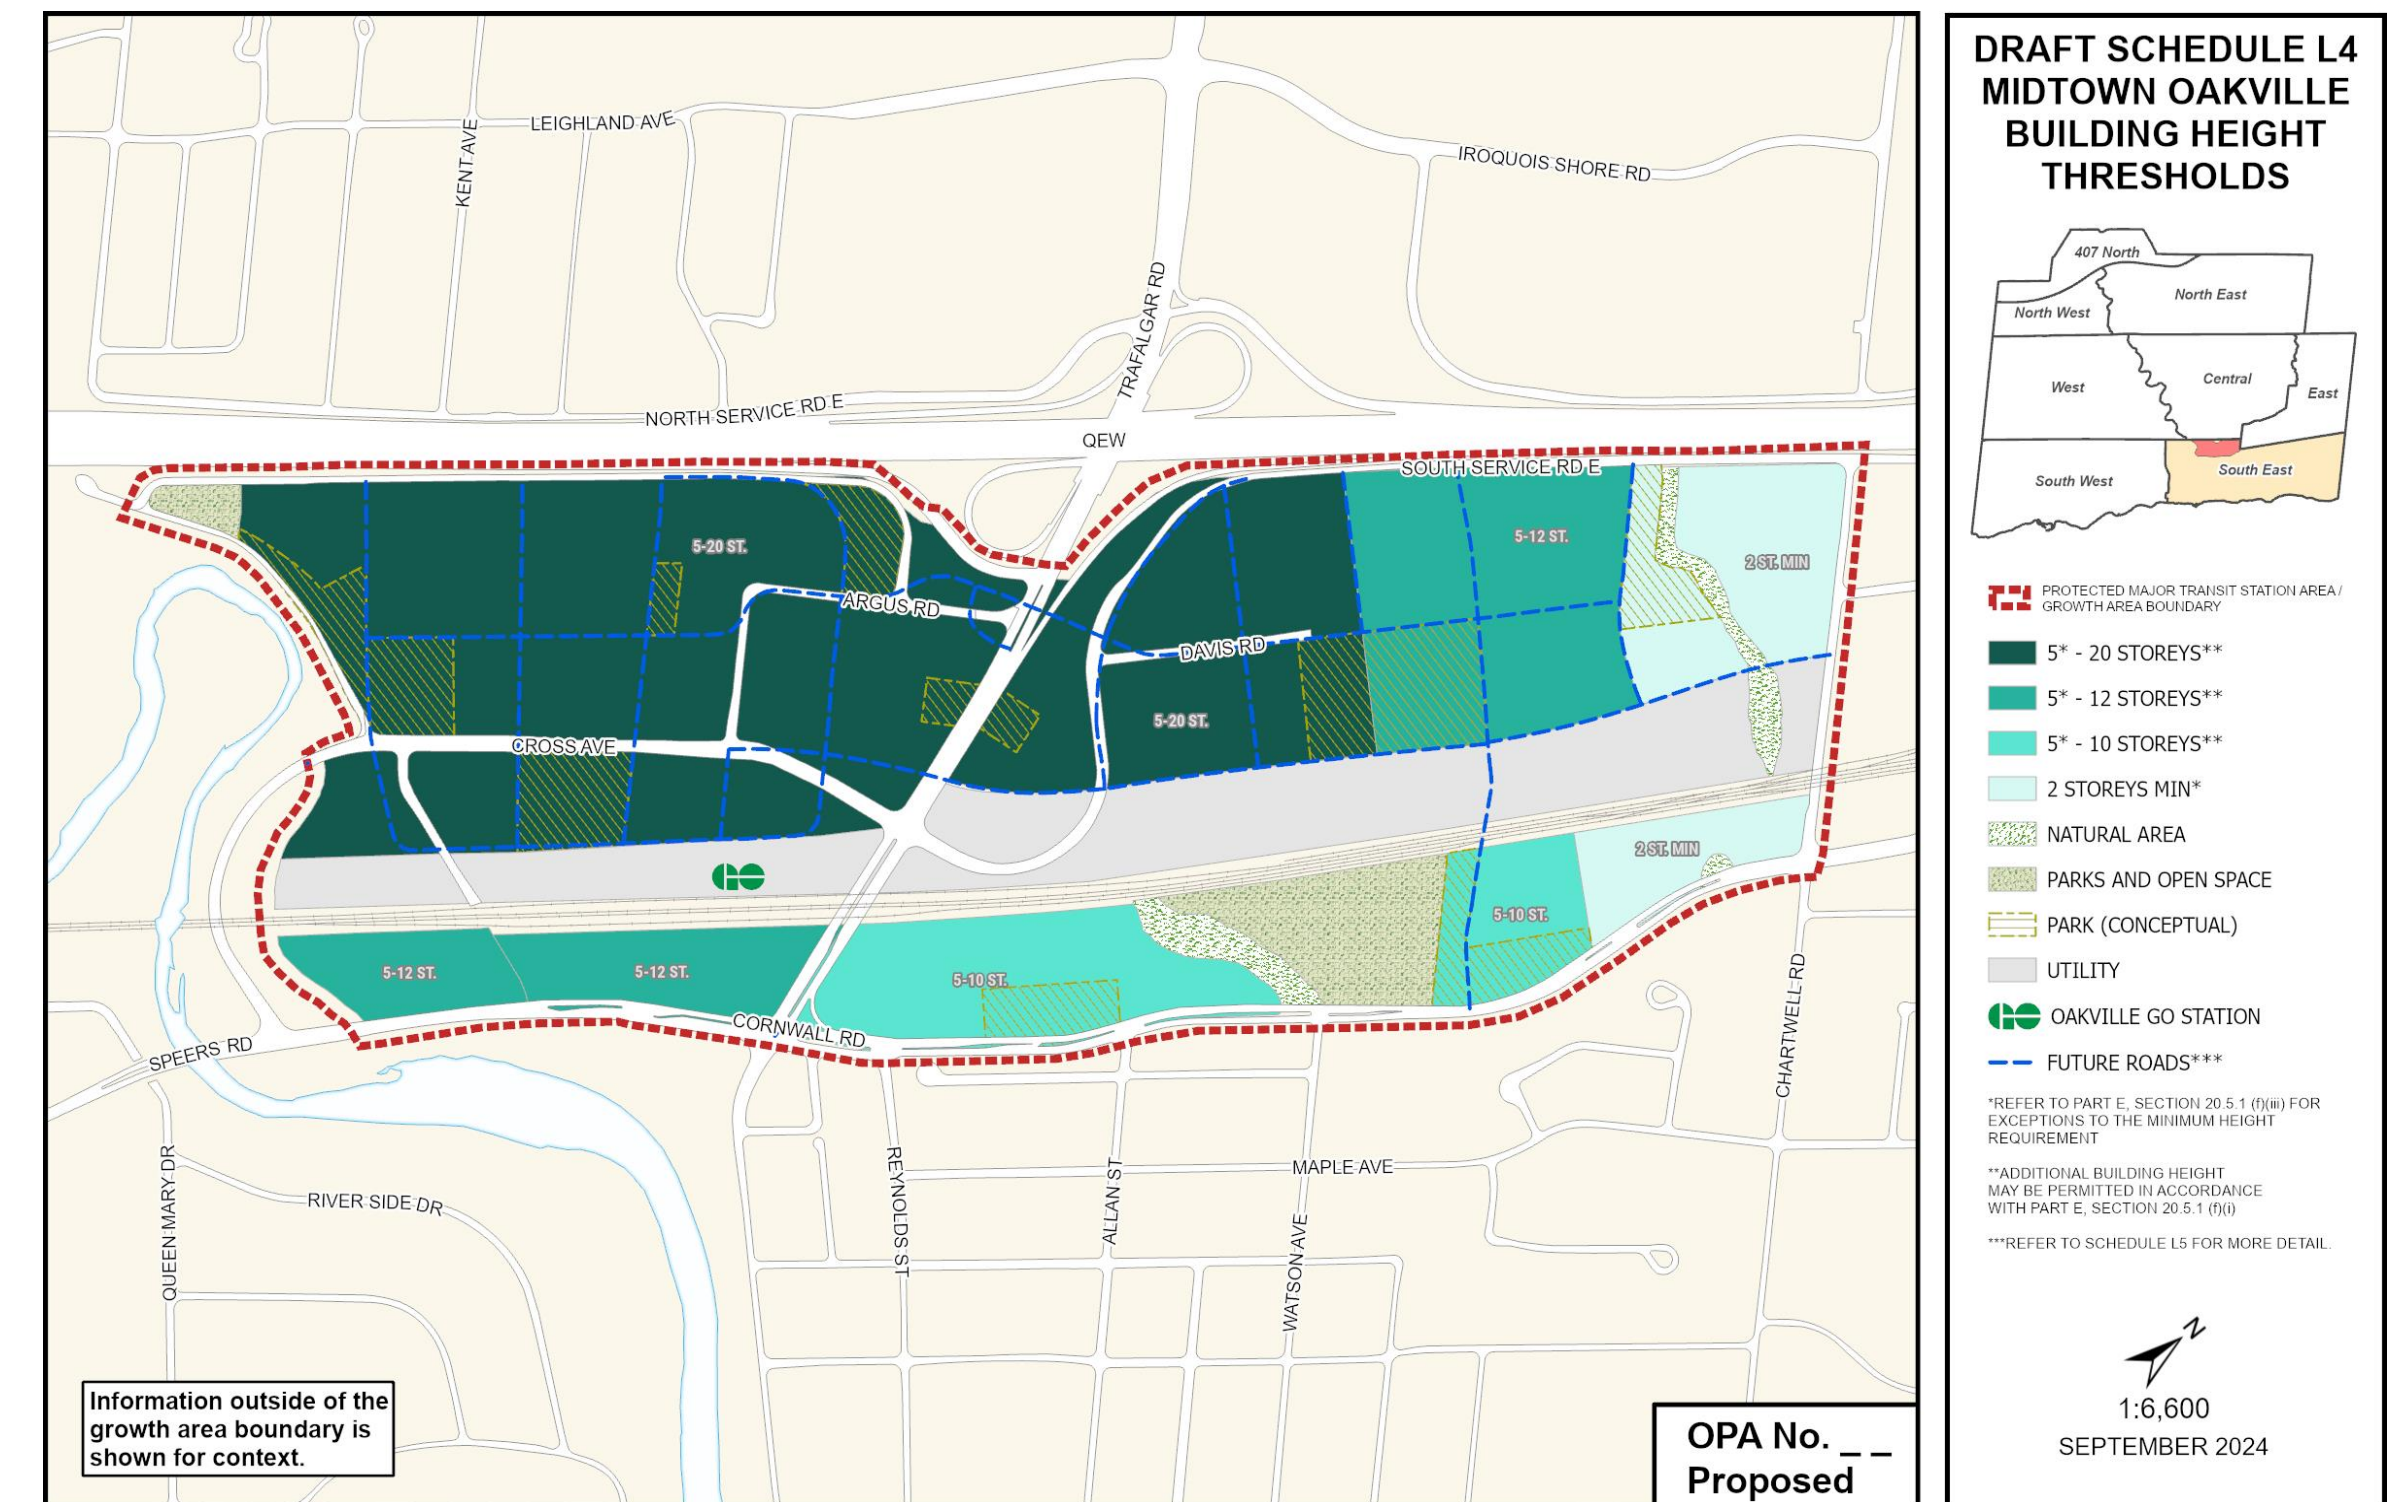 LEIGHLAND AVE
KENT AVE
IROQUOIS SHORE RD
TRAFALGAR RD
NORTH SERVICE RD E
QEW
SOUTH SERVICE RD E
5-20 ST.
5-12 ST.
2 ST. MIN
ARGUS RD
DAVIS RD
5-20 ST.
CROSS AVE
2 ST. MIN
GO
5-10 ST.
5-12 ST.
5-12 ST.
5-10 ST.
CORNWALL RD
SPEERS RD
CHARTWELL RD
QUEEN MARY DR
RIVER SIDE DR
REYNOLDS ST
ALLAN ST
MAPLE AVE
WATSON AVE
Information outside of the
growth area boundary is
shown for context.
OPA No. _ _
Proposed
DRAFT SCHEDULE L4
MIDTOWN OAKVILLE
BUILDING HEIGHT
THRESHOLDS
407 North
North East
North West
West
Central
East
South West
South East
PROTECTED MAJOR TRANSIT STATION AREA /
GROWTH AREA BOUNDARY
5* - 20 STOREYS**
5* - 12 STOREYS**
5* - 10 STOREYS**
2 STOREYS MIN*
NATURAL AREA
PARKS AND OPEN SPACE
PARK (CONCEPTUAL)
UTILITY
GO OAKVILLE GO STATION
FUTURE ROADS***
*REFER TO PART E, SECTION 20.5.1 (f)(iii) FOR
EXCEPTIONS TO THE MINIMUM HEIGHT
REQUIREMENT
**ADDITIONAL BUILDING HEIGHT
MAY BE PERMITTED IN ACCORDANCE
WITH PART E, SECTION 20.5.1 (f)(i)
***REFER TO SCHEDULE L5 FOR MORE DETAIL.
N
1:6,600
SEPTEMBER 2024